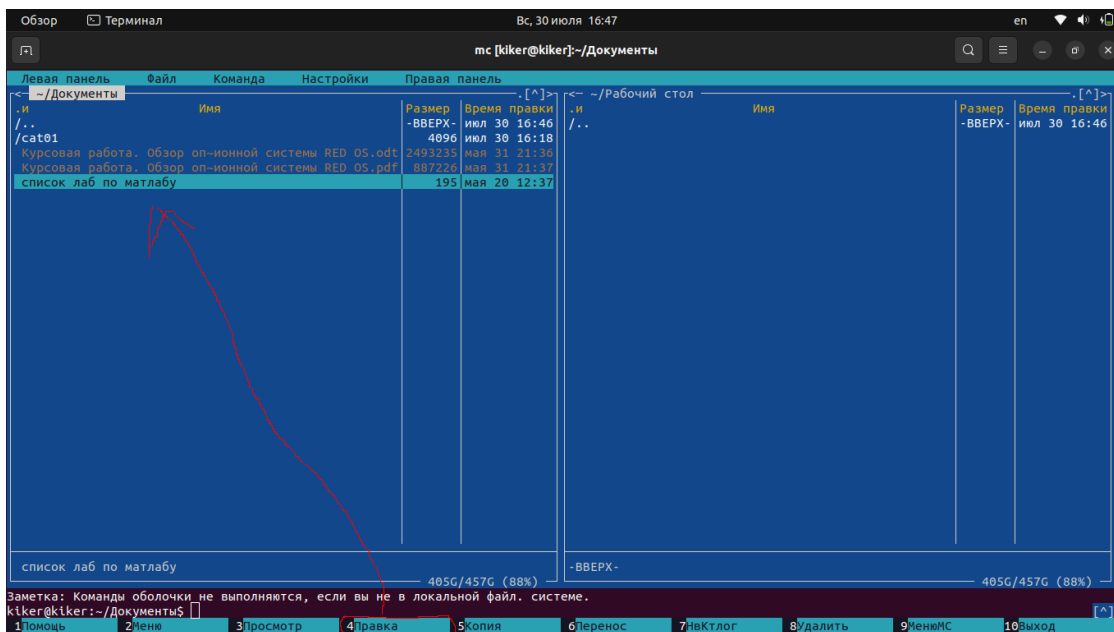 Обзор Терминал Вс, 30 июля 16:47 en
mc [kiker@kiker]:~/Документы
Левая панель Файл Команда Настройки Правая панель
<— ~/Документы .[^]> <— ~/Рабочий стол .[^]>
.и Имя Размер Время правки .и Имя Размер Время правки
/.. -ВВЕРХ- июл 30 16:46 /.. -ВВЕРХ- июл 30 16:46
/cat01 4096 июл 30 16:18
Курсовая работа. Обзор оп~ионной системы RED OS.odt 2493235 мая 31 21:36
Курсовая работа. Обзор оп~ионной системы RED OS.pdf 887226 мая 31 21:37
список лаб по матлабу 195 мая 20 12:37
список лаб по матлабу -ВВЕРХ-
405G/457G (88%) 405G/457G (88%)
Заметка: Команды оболочки не выполняются, если вы не в локальной файл. системе.
kiker@kiker:~/Документы$ [^]
1Помощь 2Меню 3Просмотр 4Правка 5Копия 6Перенос 7НвКтлог 8Удалить 9МенюМС 10Выход